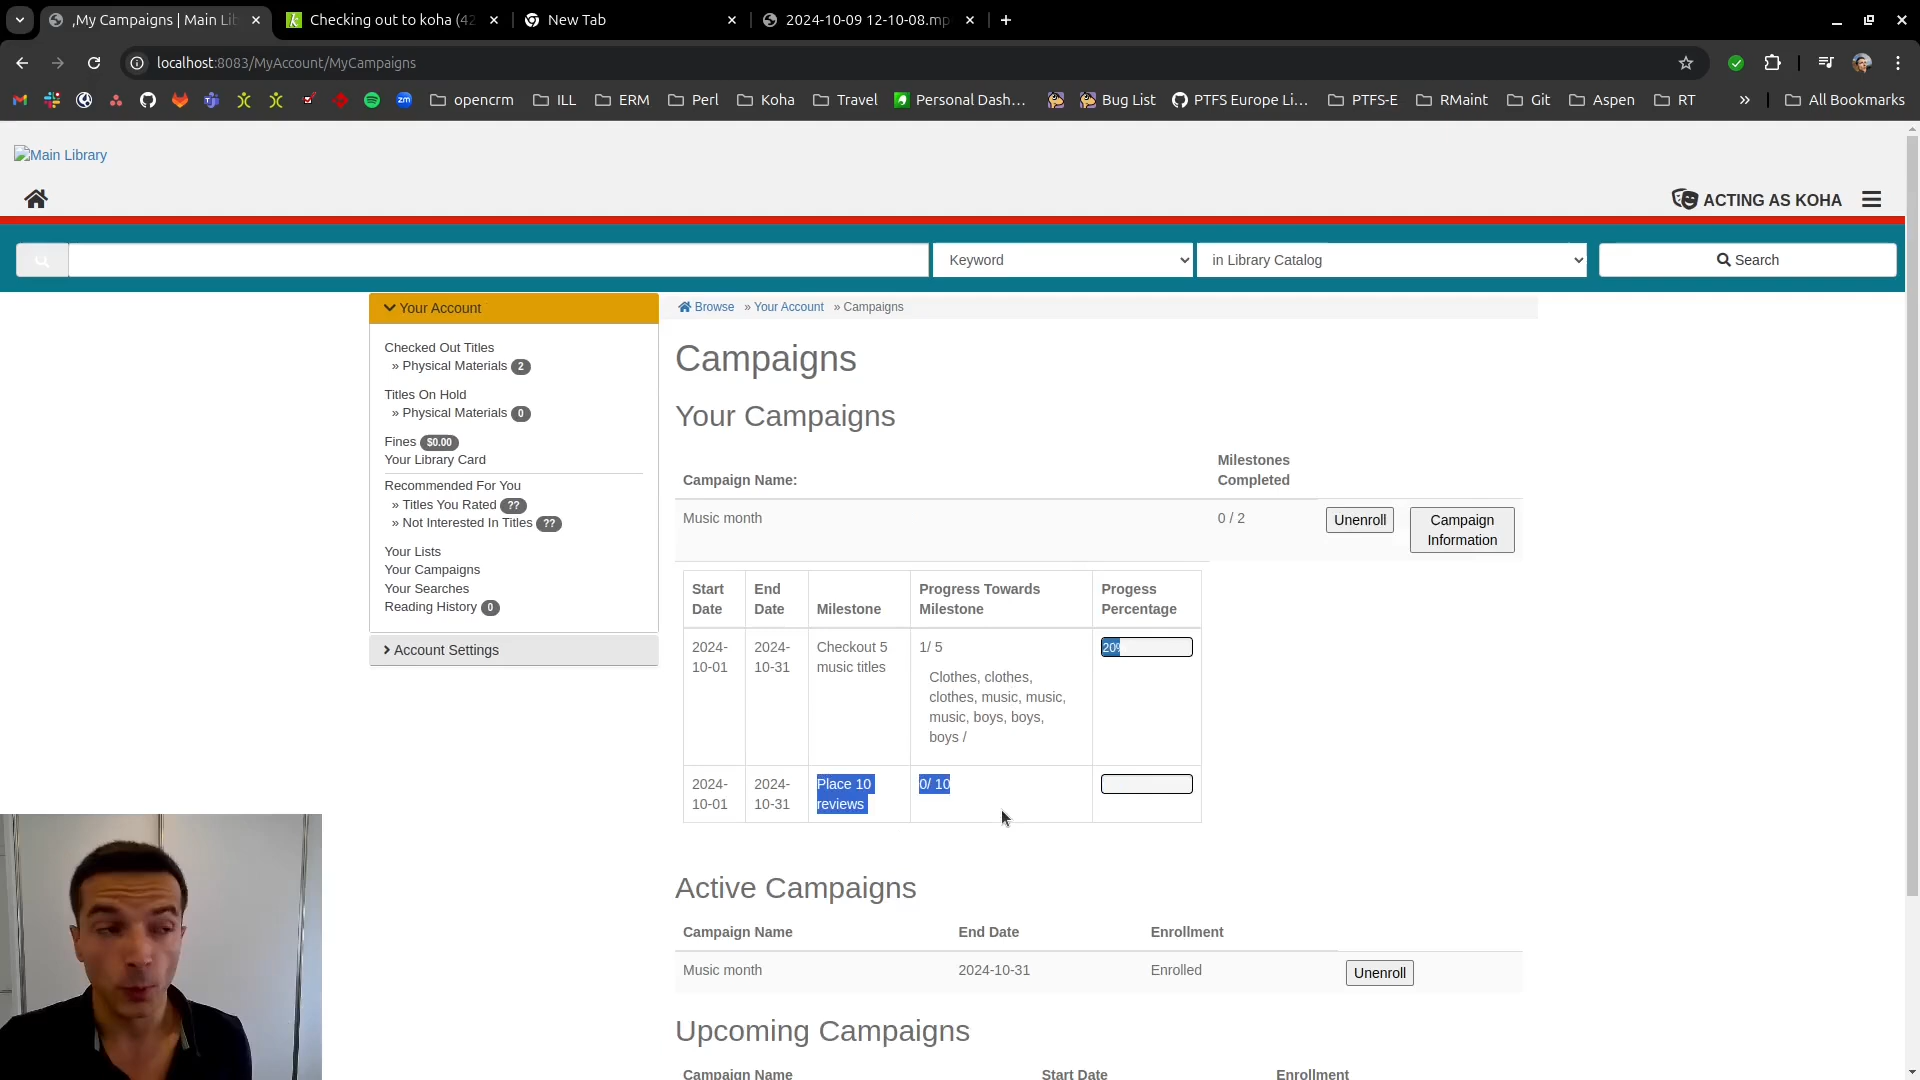 ,My Campaigns | Main Lib
Checking out to koha (42
New Tab
2024-10-09 12-10-08.mp
localhost:8083/MyAccount/MyCampaigns
opencrm
ILL
ERM
Perl
Koha
Travel
Personal Dash...
Bug List
PTFS Europe Li...
PTFS-E
RMaint
Git
Aspen
RT
»
All Bookmarks
Main Library
ACTING AS KOHA
Keyword
in Library Catalog
Search
Your Account
Browse » Your Account » Campaigns
Checked Out Titles
» Physical Materials 2
Titles On Hold
» Physical Materials 0
Fines $0.00
Your Library Card
Recommended For You
» Titles You Rated ??
» Not Interested In Titles ??
Your Lists
Your Campaigns
Your Searches
Reading History 0
Account Settings
Campaigns
Your Campaigns
Campaign Name:
Milestones
Completed
Music month
0 / 2
Unenroll
Campaign
Information
Start
Date
End
Date
Milestone
Progress Towards
Milestone
Progess
Percentage
2024-
10-01
2024-
10-31
Checkout 5
music titles
1/ 5
Clothes, clothes,
clothes, music, music,
music, boys, boys,
boys /
20%
2024-
10-01
2024-
10-31
Place 10
reviews
0/ 10
Active Campaigns
Campaign Name
End Date
Enrollment
Music month
2024-10-31
Enrolled
Unenroll
Upcoming Campaigns
Campaign Name
Start Date
Enrollment